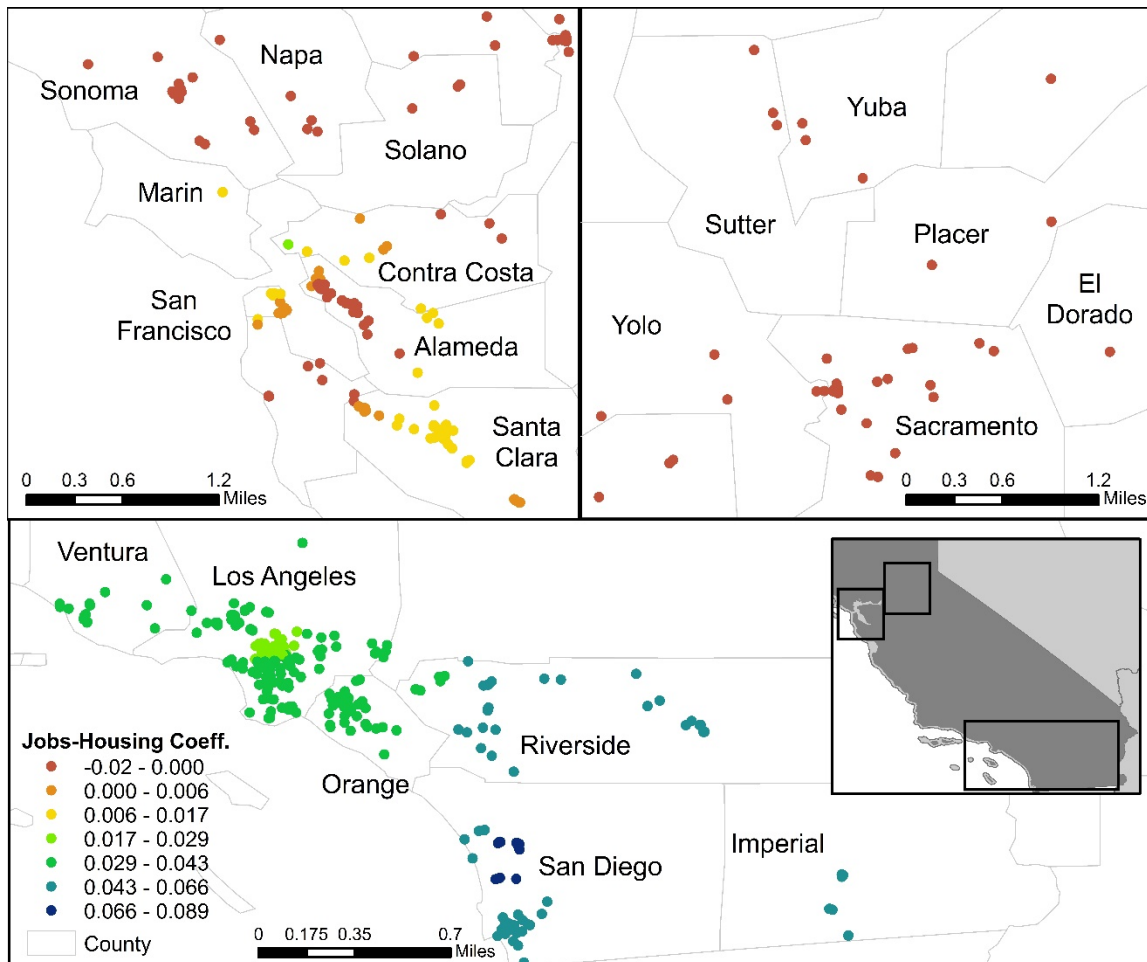 Napa
Sonoma
Solano
Marin
Contra Costa
San
Francisco
Alameda
Santa
Clara
0 0.3 0.6 1.2
Miles
Yuba
Sutter
Placer
El
Dorado
Yolo
Sacramento
0 0.3 0.6 1.2
Miles
Ventura
Los Angeles
Riverside
Orange
San Diego
Imperial
Jobs-Housing Coeff.
-0.02 - 0.000
0.000 - 0.006
0.006 - 0.017
0.017 - 0.029
0.029 - 0.043
0.043 - 0.066
0.066 - 0.089
County
0 0.175 0.35 0.7
Miles